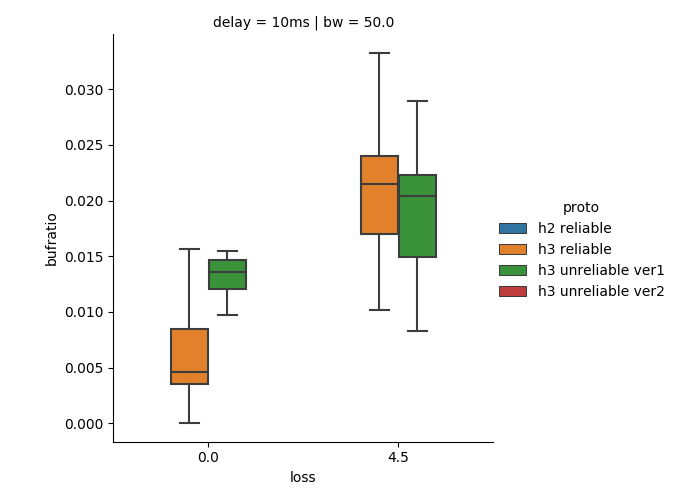 delay = 10ms | bw = 50.0
0.030
0.025
0.020
0.015
0.010
0.005
0.000
bufratio
0.0
4.5
loss
proto
h2 reliable
h3 reliable
h3 unreliable ver1
h3 unreliable ver2